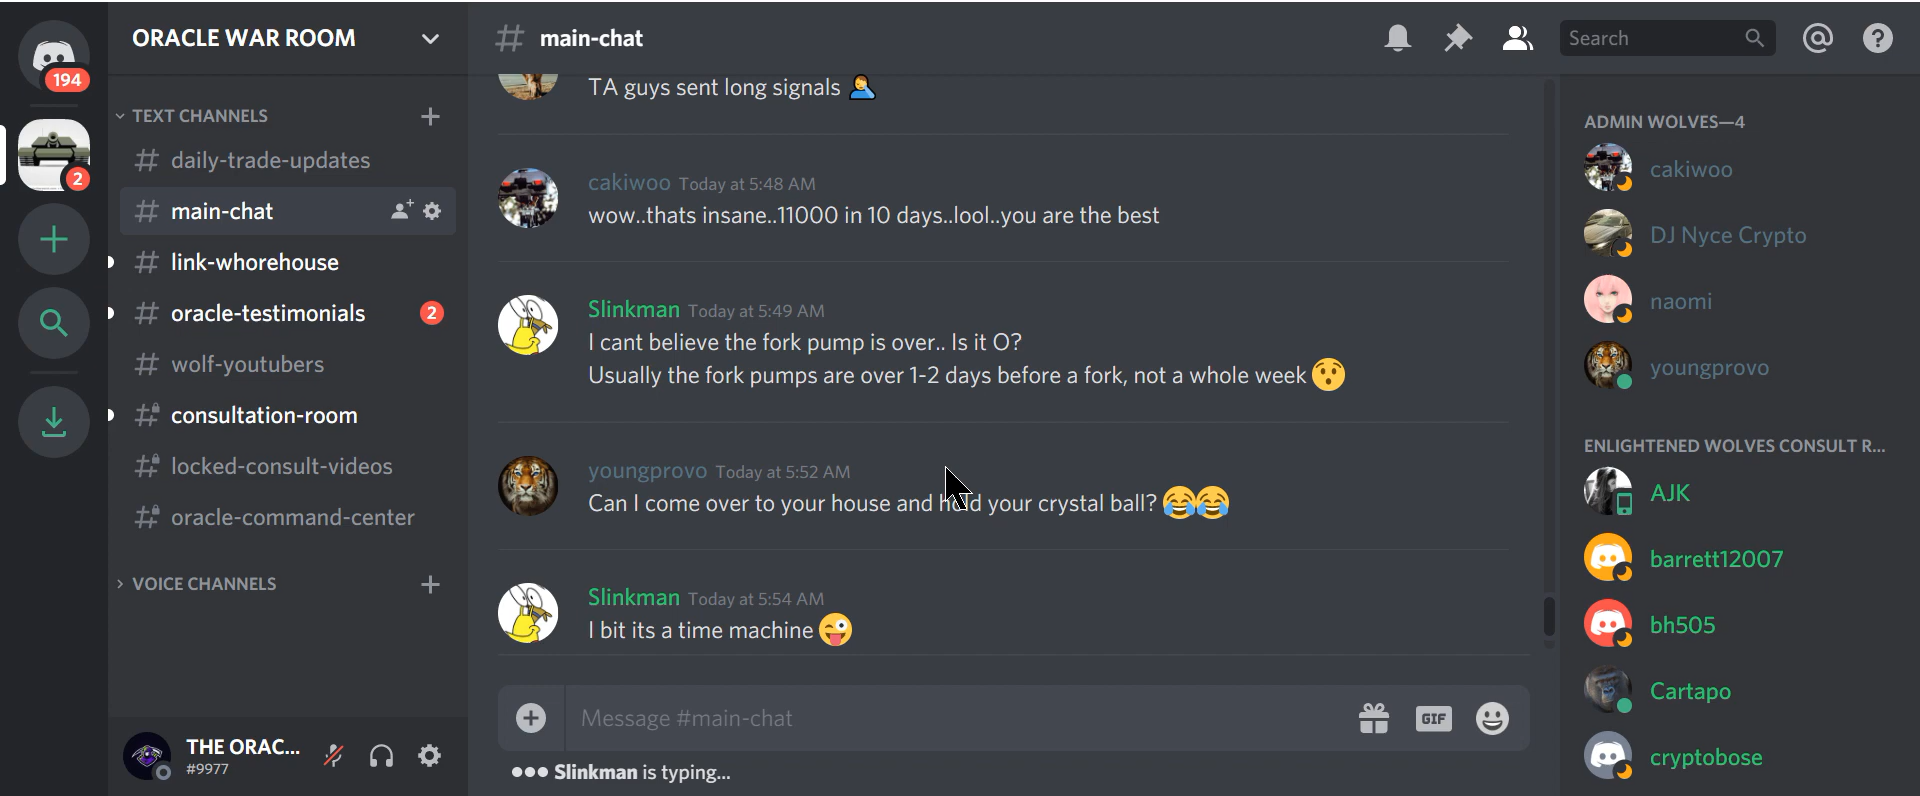 194
2
ORACLE WAR ROOM
TEXT CHANNELS
daily-trade-updates
main-chat
link-whorehouse
oracle-testimonials 2
wolf-youtubers
consultation-room
locked-consult-videos
oracle-command-center
VOICE CHANNELS
THE ORAC...
#9977
# main-chat
Search
TA guys sent long signals
cakiwoo Today at 5:48 AM
wow..thats insane..11000 in 10 days..lool..you are the best
Slinkman Today at 5:49 AM
I cant believe the fork pump is over.. Is it O?
Usually the fork pumps are over 1-2 days before a fork, not a whole week 😯
youngprovo Today at 5:52 AM
Can I come over to your house and hold your crystal ball? 😂😂
Slinkman Today at 5:54 AM
I bit its a time machine 😜
Message #main-chat
GIF
Slinkman is typing...
ADMIN WOLVES—4
cakiwoo
DJ Nyce Crypto
naomi
youngprovo
ENLIGHTENED WOLVES CONSULT R...
AJK
barrett12007
bh505
Cartapo
cryptobose